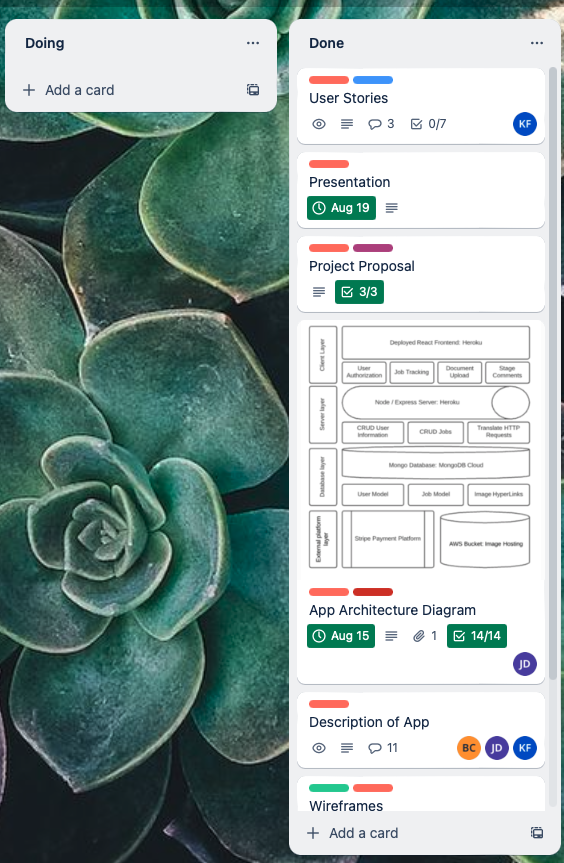 Doing
Add a card
Done
User Stories
3
0/7
KF
Presentation
Aug 19
Project Proposal
3/3
Client Layer
Deployed React Frontend: Heroku
User Authorization
Job Tracking
Document Upload
Stage Comments
Server layer
Node / Express Server: Heroku
CRUD User Information
CRUD Jobs
Translate HTTP Requests
Database layer
Mongo Database: MongoDB Cloud
User Model
Job Model
Image HyperLinks
External platform layer
Stripe Payment Platform
AWS Bucket: Image Hosting
App Architecture Diagram
Aug 15
1
14/14
JD
Description of App
11
BC
JD
KF
Wireframes
Add a card